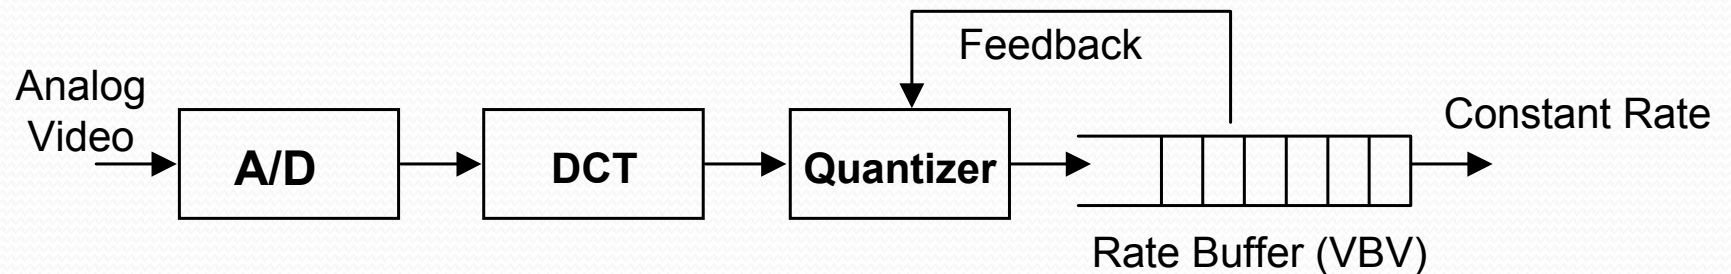 Feedback
Analog
Video
A/D
DCT
Quantizer
Constant Rate
Rate Buffer (VBV)